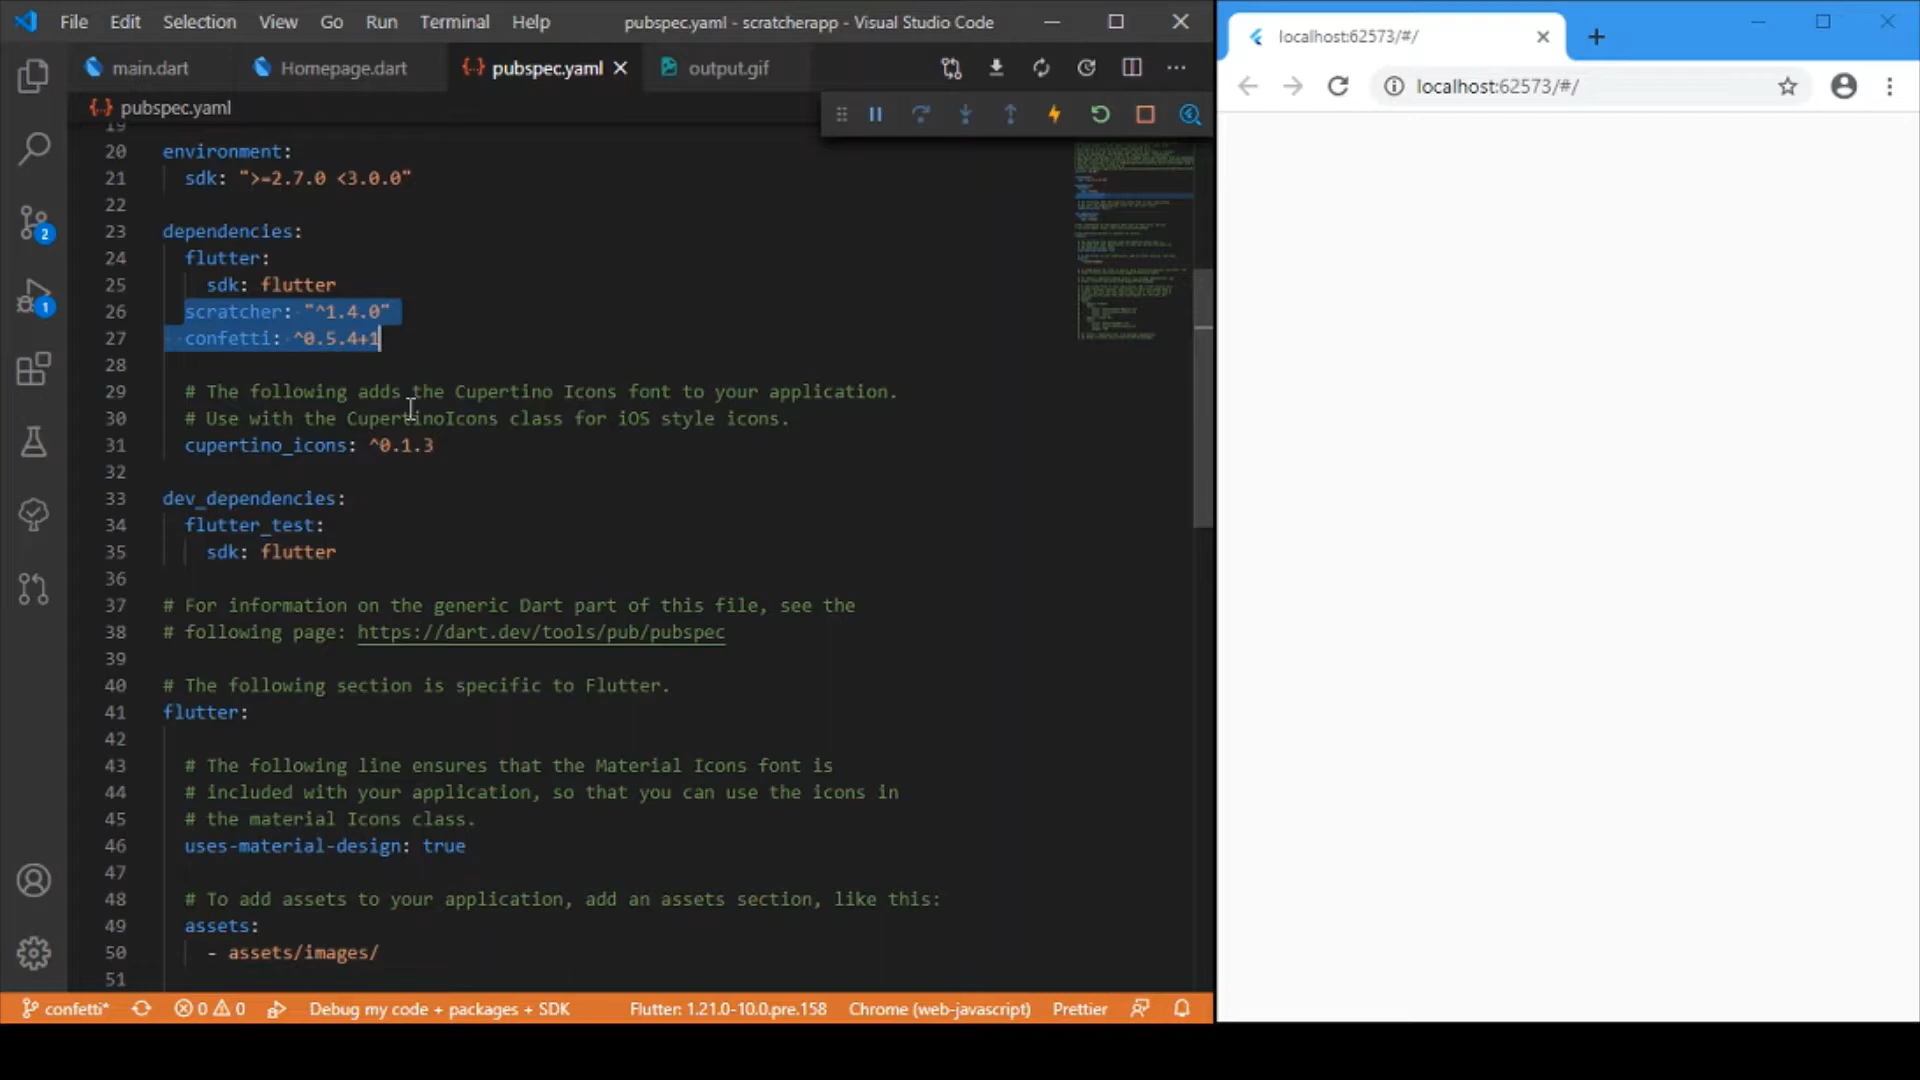 File Edit Selection View Go Run Terminal Help
pubspec.yaml - scratcherapp - Visual Studio Code
main.dart
Homepage.dart
pubspec.yaml
output.gif
pubspec.yaml
19
20 environment:
21 sdk: ">=2.7.0 <3.0.0"
22
23 dependencies:
24 flutter:
25 sdk: flutter
26 scratcher: "^1.4.0"
27 confetti: ^0.5.4+1
28
29 # The following adds the Cupertino Icons font to your application.
30 # Use with the CupertinoIcons class for iOS style icons.
31 cupertino_icons: ^0.1.3
32
33 dev_dependencies:
34 flutter_test:
35 sdk: flutter
36
37 # For information on the generic Dart part of this file, see the
38 # following page: https://dart.dev/tools/pub/pubspec
39
40 # The following section is specific to Flutter.
41 flutter:
42
43 # The following line ensures that the Material Icons font is
44 # included with your application, so that you can use the icons in
45 # the material Icons class.
46 uses-material-design: true
47
48 # To add assets to your application, add an assets section, like this:
49 assets:
50 - assets/images/
51
2
1
confetti* 0 0 Debug my code + packages + SDK Flutter: 1.21.0-10.0.pre.158 Chrome (web-javascript) Prettier
localhost:62573/#/
localhost:62573/#/